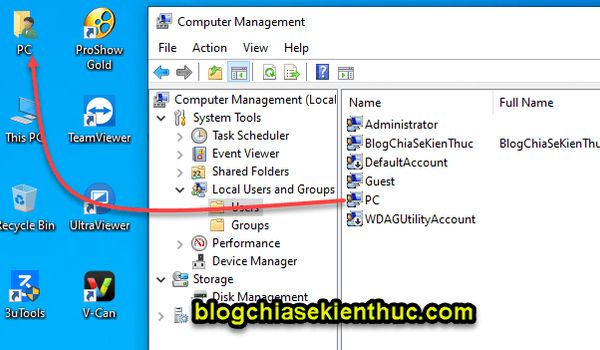 PC
ProShow
Gold
This PC
TeamViewer
Recycle Bin
UltraViewer
3uTools
V-Can
Computer Management
File Action View Help
Computer Management (Local
System Tools
Task Scheduler
Event Viewer
Shared Folders
Local Users and Groups
Users
Groups
Performance
Device Manager
Storage
Disk Management
Name Full Name
Administrator
BlogChiaSeKienThuc BlogChiaSeKienThu
DefaultAccount
Guest
PC
WDAGUtilityAccount
blogchiasekienthuc.com